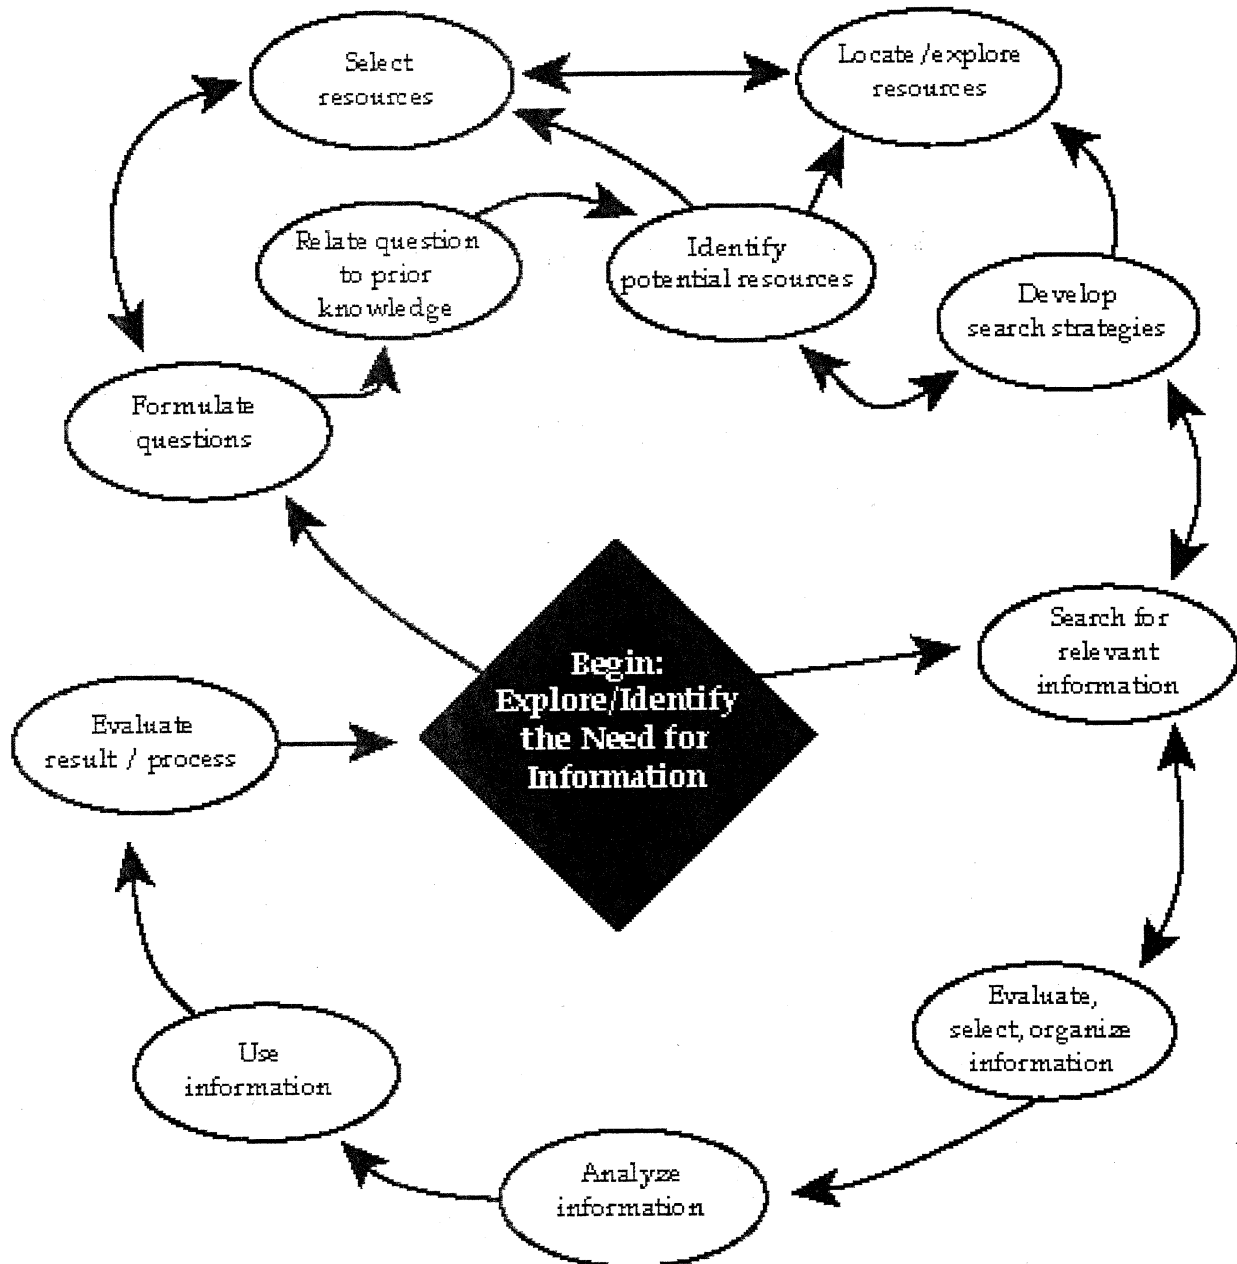 Select
resources
Locate /explore
resources
Relate question
to prior
knowledge
Identify
potential resources
Develop
search strategies
Formulate
questions
Begin:
Explore/Identify
the Need for
Information
Search for
relevant
information
Evaluate
result / process
Evaluate,
select, organize
information
Use
information
Analyze
information